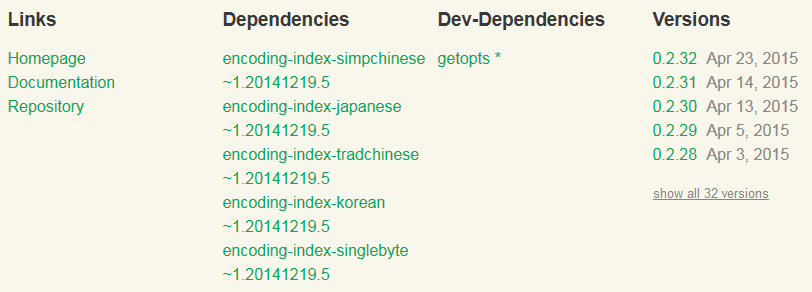 Links
Homepage
Documentation
Repository
Dependencies
encoding-index-simpchinese
~1.20141219.5
encoding-index-japanese
~1.20141219.5
encoding-index-tradchinese
~1.20141219.5
encoding-index-korean
~1.20141219.5
encoding-index-singlebyte
~1.20141219.5
Dev-Dependencies
getopts *
Versions
0.2.32 Apr 23, 2015
0.2.31 Apr 14, 2015
0.2.30 Apr 13, 2015
0.2.29 Apr 5, 2015
0.2.28 Apr 3, 2015
show all 32 versions